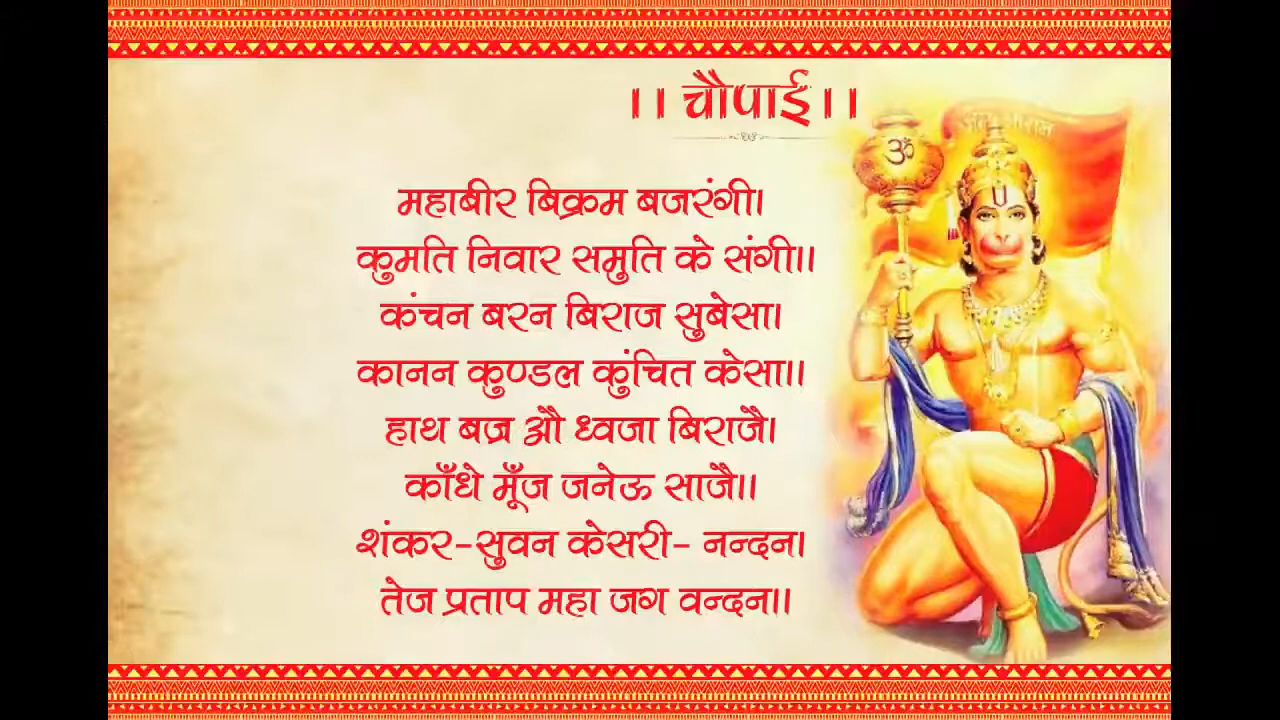 ।। चौपाई।।
ॐ
महाबीर बिक्रम बजरंगी।
कुमति निवार समुति के संगी।।
कंचन बरन बिराज सुबेसा।
कानन कुण्डल कुंचित केसा।।
हाथ बज्र औ ध्वजा बिराजै।
काँधे मूँज जनेऊ साजै।।
शंकर-सुवन केसरी- नन्दन।
तेज प्रताप महा जग वन्दन।।